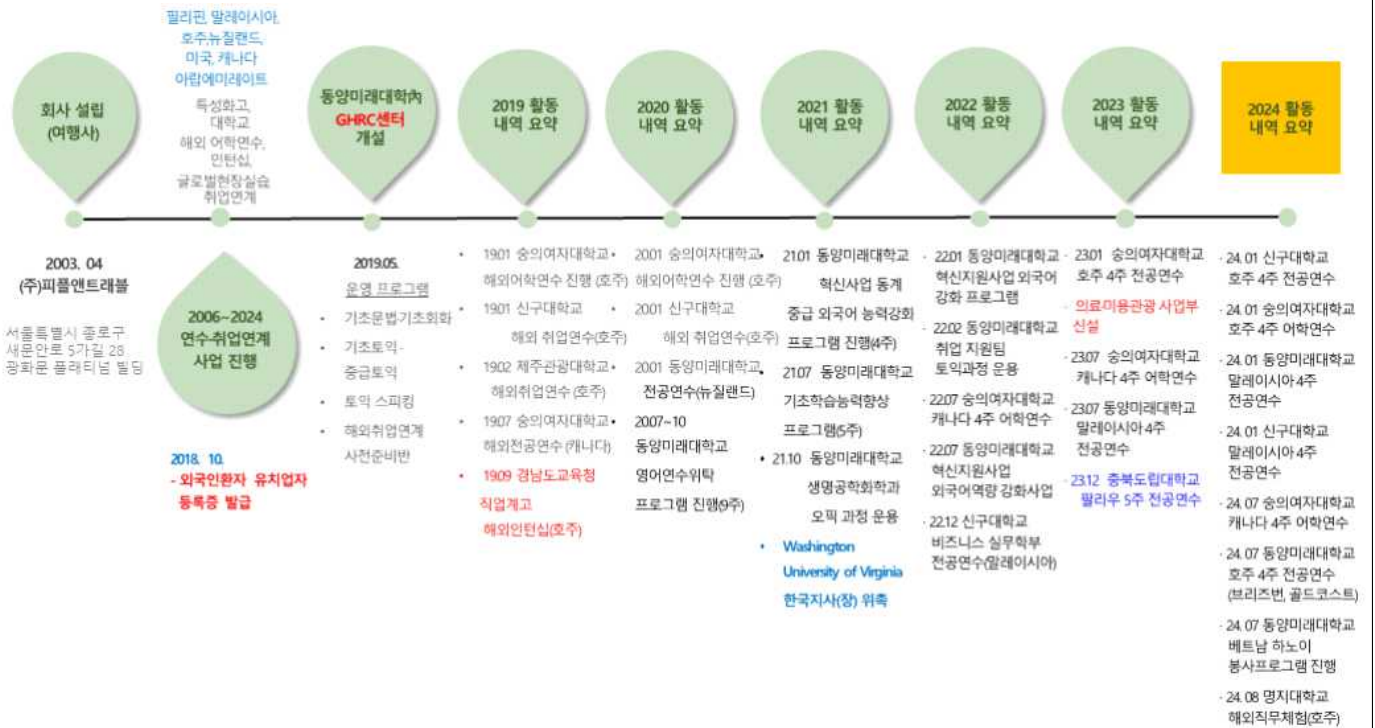 회사 설립
(여행사)
2003. 04
(주)피플앤트래블
서울특별시 종로구
새문안로 5가길 28
광화문 플래티넘 빌딩
필리핀, 말레이시아,
호주,뉴질랜드,
미국, 캐나다
아랍에미레이트
특성화고,
대학교
해외 어학연수,
인턴십,
글로벌현장실습
취업연계
2006~2024
연수·취업연계
사업 진행
2018. 10.
- 외국인환자 유치업자
등록증 발급
동양미래대학內
GHRC센터
개설
2019.05.
운영 프로그램
• 기초문법·기초회화
• 기초토익·
중급토익
• 토익 스피킹
• 해외취업연계
사전준비반
2019 활동
내역 요약
• 19.01 숭의여자대학교
해외어학연수 진행 (호주)
• 19.01 신구대학교
해외 취업연수(호주)
• 19.02 제주관광대학교
해외취업연수 (호주)
• 19.07 숭의여자대학교
해외전공연수 (캐나다)
• 19.09 경남도교육청
직업계고
해외인턴십(호주)
2020 활동
내역 요약
• 20.01 숭의여자대학교
해외어학연수 진행 (호주)
• 20.01 신구대학교
해외 취업연수(호주)
• 20.01 동양미래대학교
전공연수(뉴질랜드)
• 20.07~10
동양미래대학교
영어연수위탁
프로그램 진행(9주)
2021 활동
내역 요약
• 21.01 동양미래대학교
혁신사업 동계
중급 외국어 능력강화
프로그램 진행(4주)
• 21.07 동양미래대학교
기초학습능력향상
프로그램(5주)
• 21.10 동양미래대학교
생명공학화학과
오픽 과정 운용
• Washington
University of Virginia
한국지사(장) 위촉
2022 활동
내역 요약
· 22.01 동양미래대학교
혁신지원사업 외국어
강화 프로그램
· 22.02 동양미래대학교
취업 지원팀
토익과정 운용
· 22.07 숭의여자대학교
캐나다 4주 어학연수
· 22.07 동양미래대학교
혁신지원사업
외국어역량 강화사업
· 22.12 신구대학교
비즈니스 실무학부
전공연수(말레이시아)
2023 활동
내역 요약
· 23.01 숭의여자대학교
호주 4주 전공연수
· 의료미용관광 사업부
신설
· 23.07 숭의여자대학교
캐나다 4주 어학연수
· 23.07 동양미래대학교
말레이시아 4주
전공연수
· 23.12 충북도립대학교
팔라우 5주 전공연수
2024 활동
내역 요약
· 24. 01 신구대학교
호주 4주 전공연수
· 24. 01 숭의여자대학교
호주 4주 어학연수
· 24. 01 동양미래대학교
말레이시아 4주
전공연수
· 24. 01 신구대학교
말레이시아 4주
전공연수
· 24. 07 숭의여자대학교
캐나다 4주 어학연수
· 24. 07 동양미래대학교
호주 4주 전공연수
(브리즈번, 골드코스트)
· 24. 07 동양미래대학교
베트남 하노이
봉사프로그램 진행
· 24. 08 명지대학교
해외직무체험(호주)